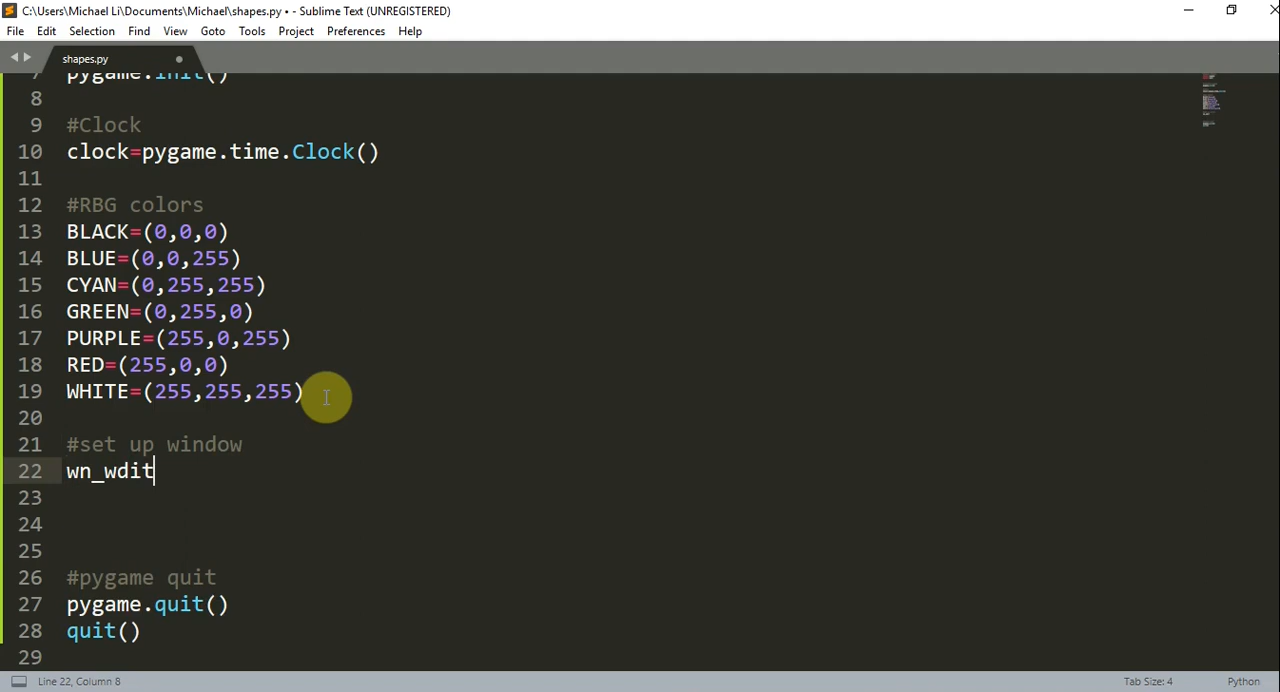 C:\Users\Michael Li\Documents\Michael\shapes.py • - Sublime Text (UNREGISTERED)
File Edit Selection Find View Goto Tools Project Preferences Help
shapes.py
7 pygame.init()
8
9 #Clock
10 clock=pygame.time.Clock()
11
12 #RBG colors
13 BLACK=(0,0,0)
14 BLUE=(0,0,255)
15 CYAN=(0,255,255)
16 GREEN=(0,255,0)
17 PURPLE=(255,0,255)
18 RED=(255,0,0)
19 WHITE=(255,255,255)
20
21 #set up window
22 wn_wdit
23
24
25
26 #pygame quit
27 pygame.quit()
28 quit()
29
Line 22, Column 8 Tab Size: 4 Python